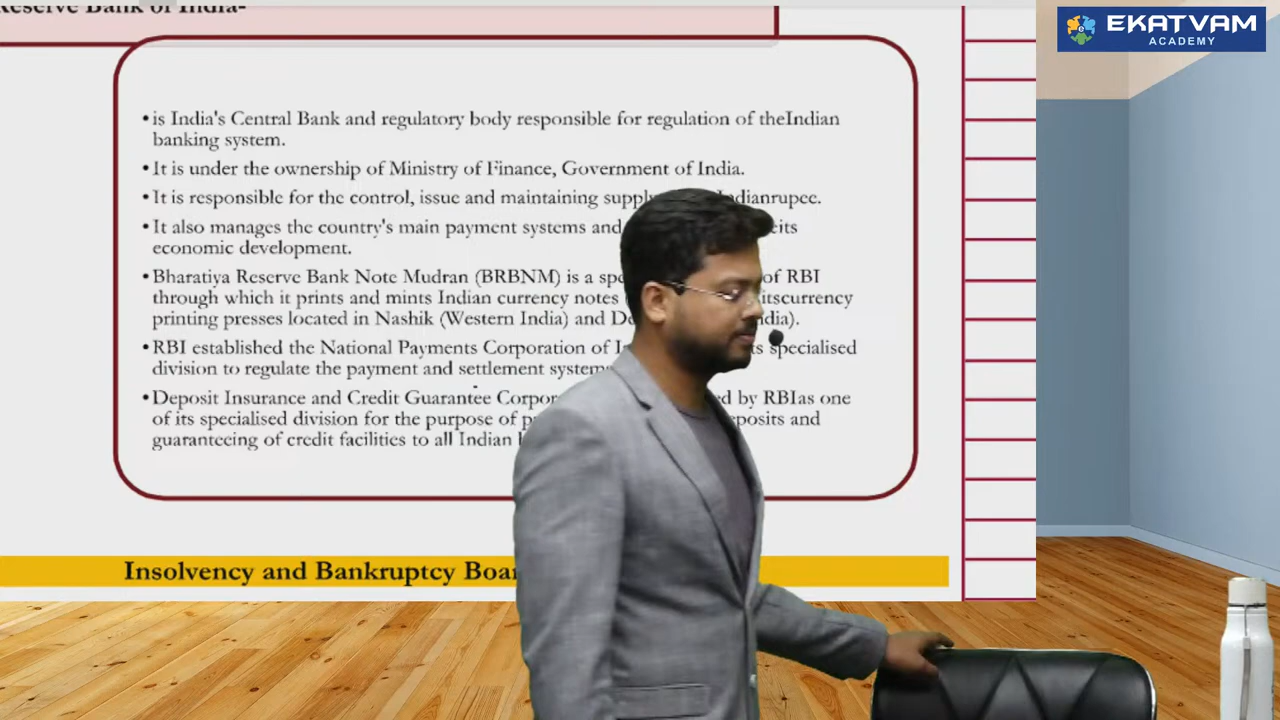 Reserve Bank of India-
EKATVAM
ACADEMY
• is India's Central Bank and regulatory body responsible for regulation of theIndian
banking system.
• It is under the ownership of Ministry of Finance, Government of India.
• It is responsible for the control, issue and maintaining supply Indianrupee.
• It also manages the country's main payment systems and
economic development.
• Bharatiya Reserve Bank Note Mudran (BRBNM) is a of RBI
through which it prints and mints Indian currency notes itscurrency
printing presses located in Nashik (Western India) and
• RBI established the National Payments Corporation of specialised
division to regulate the payment and settlement systems
• Deposit Insurance and Credit Guarantee by RBIas one
of its specialised division for the purpose of and
guaranteeing of credit facilities to all Indian
Insolvency and Bankruptcy